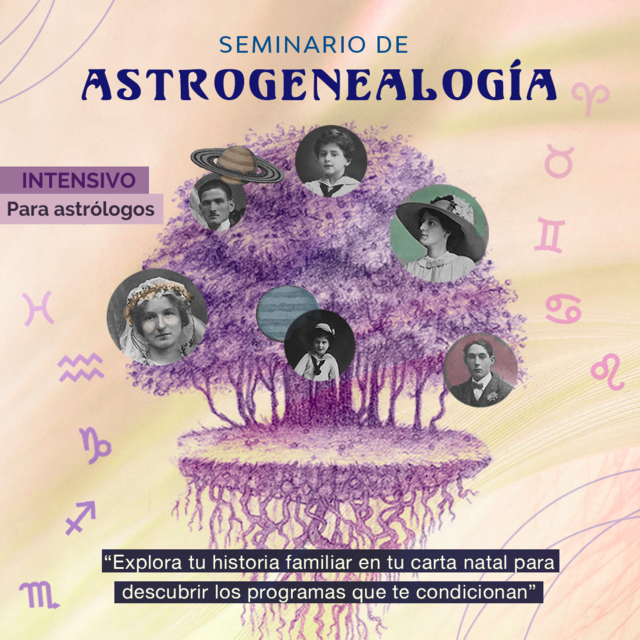 SEMINARIO DE
ASTROGENEALOGÍA
INTENSIVO
Para astrólogos
“Explora tu historia familiar en tu carta natal para
descubrir los programas que te condicionan”